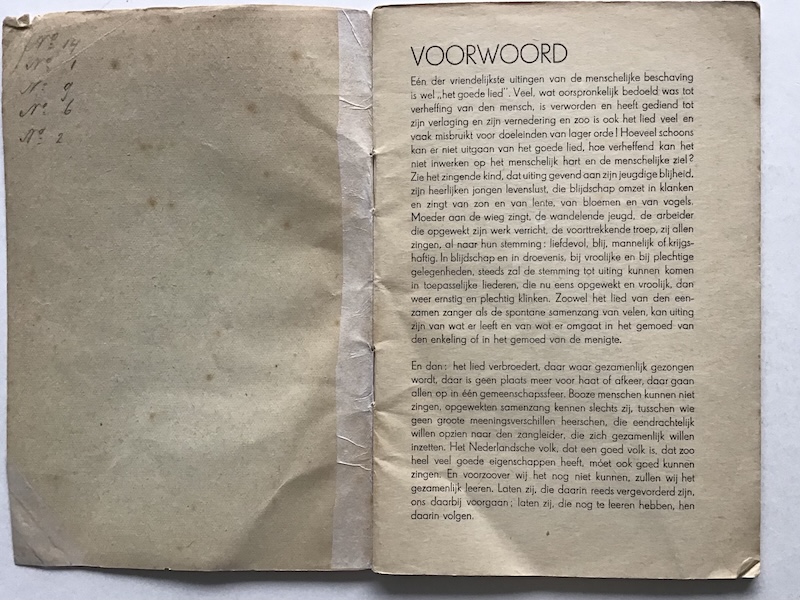 No 14
No 1
No 9
No 6
No 2
VOORWOORD
Eén der vriendelijkste uitingen van de menschelijke beschaving
is wel „het goede lied". Veel, wat oorspronkelijk bedoeld was tot
verheffing van den mensch, is verworden en heeft gediend tot
zijn verlaging en zijn vernedering en zoo is ook het lied veel en
vaak misbruikt voor doeleinden van lager orde! Hoeveel schoons
kan er niet uitgaan van het goede lied, hoe verheffend kan het
niet inwerken op het menschelijk hart en de menschelijke ziel?
Zie het zingende kind, dat uiting gevend aan zijn jeugdige blijheid,
zijn heerlijken jongen levenslust, die blijdschap omzet in klanken
en zingt van zon en van lente, van bloemen en van vogels.
Moeder aan de wieg zingt, de wandelende jeugd, de arbeider
die opgewekt zijn werk verricht, de voorttrekkende troep, zij allen
zingen, al naar hun stemming: liefdevol, blij, mannelijk of krijgs-
haftig. In blijdschap en in droevenis, bij vroolijke en bij plechtige
gelegenheden, steeds zal de stemming tot uiting kunnen komen
in toepasselijke liederen, die nu eens opgewekt en vroolijk, dan
weer ernstig en plechtig klinken. Zoowel het lied van den een-
zamen zanger als de spontane samenzang van velen, kan uiting
zijn van wat er leeft en van wat er omgaat in het gemoed van
den enkeling of in het gemoed van de menigte.
En dan: het lied verbroedert, daar waar gezamenlijk gezongen
wordt, daar is geen plaats meer voor haat of afkeer, daar gaan
allen op in één gemeenschapssfeer. Booze menschen kunnen niet
zingen, opgewekten samenzang kennen slechts zij, tusschen wie
geen groote meeningsverschillen heerschen, die eendrachtelijk
willen opzien naar den zangleider, die zich gezamenlijk willen
inzetten. Het Nederlandsche volk, dat een goed volk is, dat zoo
heel veel goede eigenschappen heeft, móet ook goed kunnen
zingen. En voorzoover wij het nog niet kunnen, zullen wij het
gezamenlijk leeren. Laten zij, die daarin reeds vergevorderd zijn,
ons daarbij voorgaan; laten zij, die nog te leeren hebben, hen
daarin volgen.